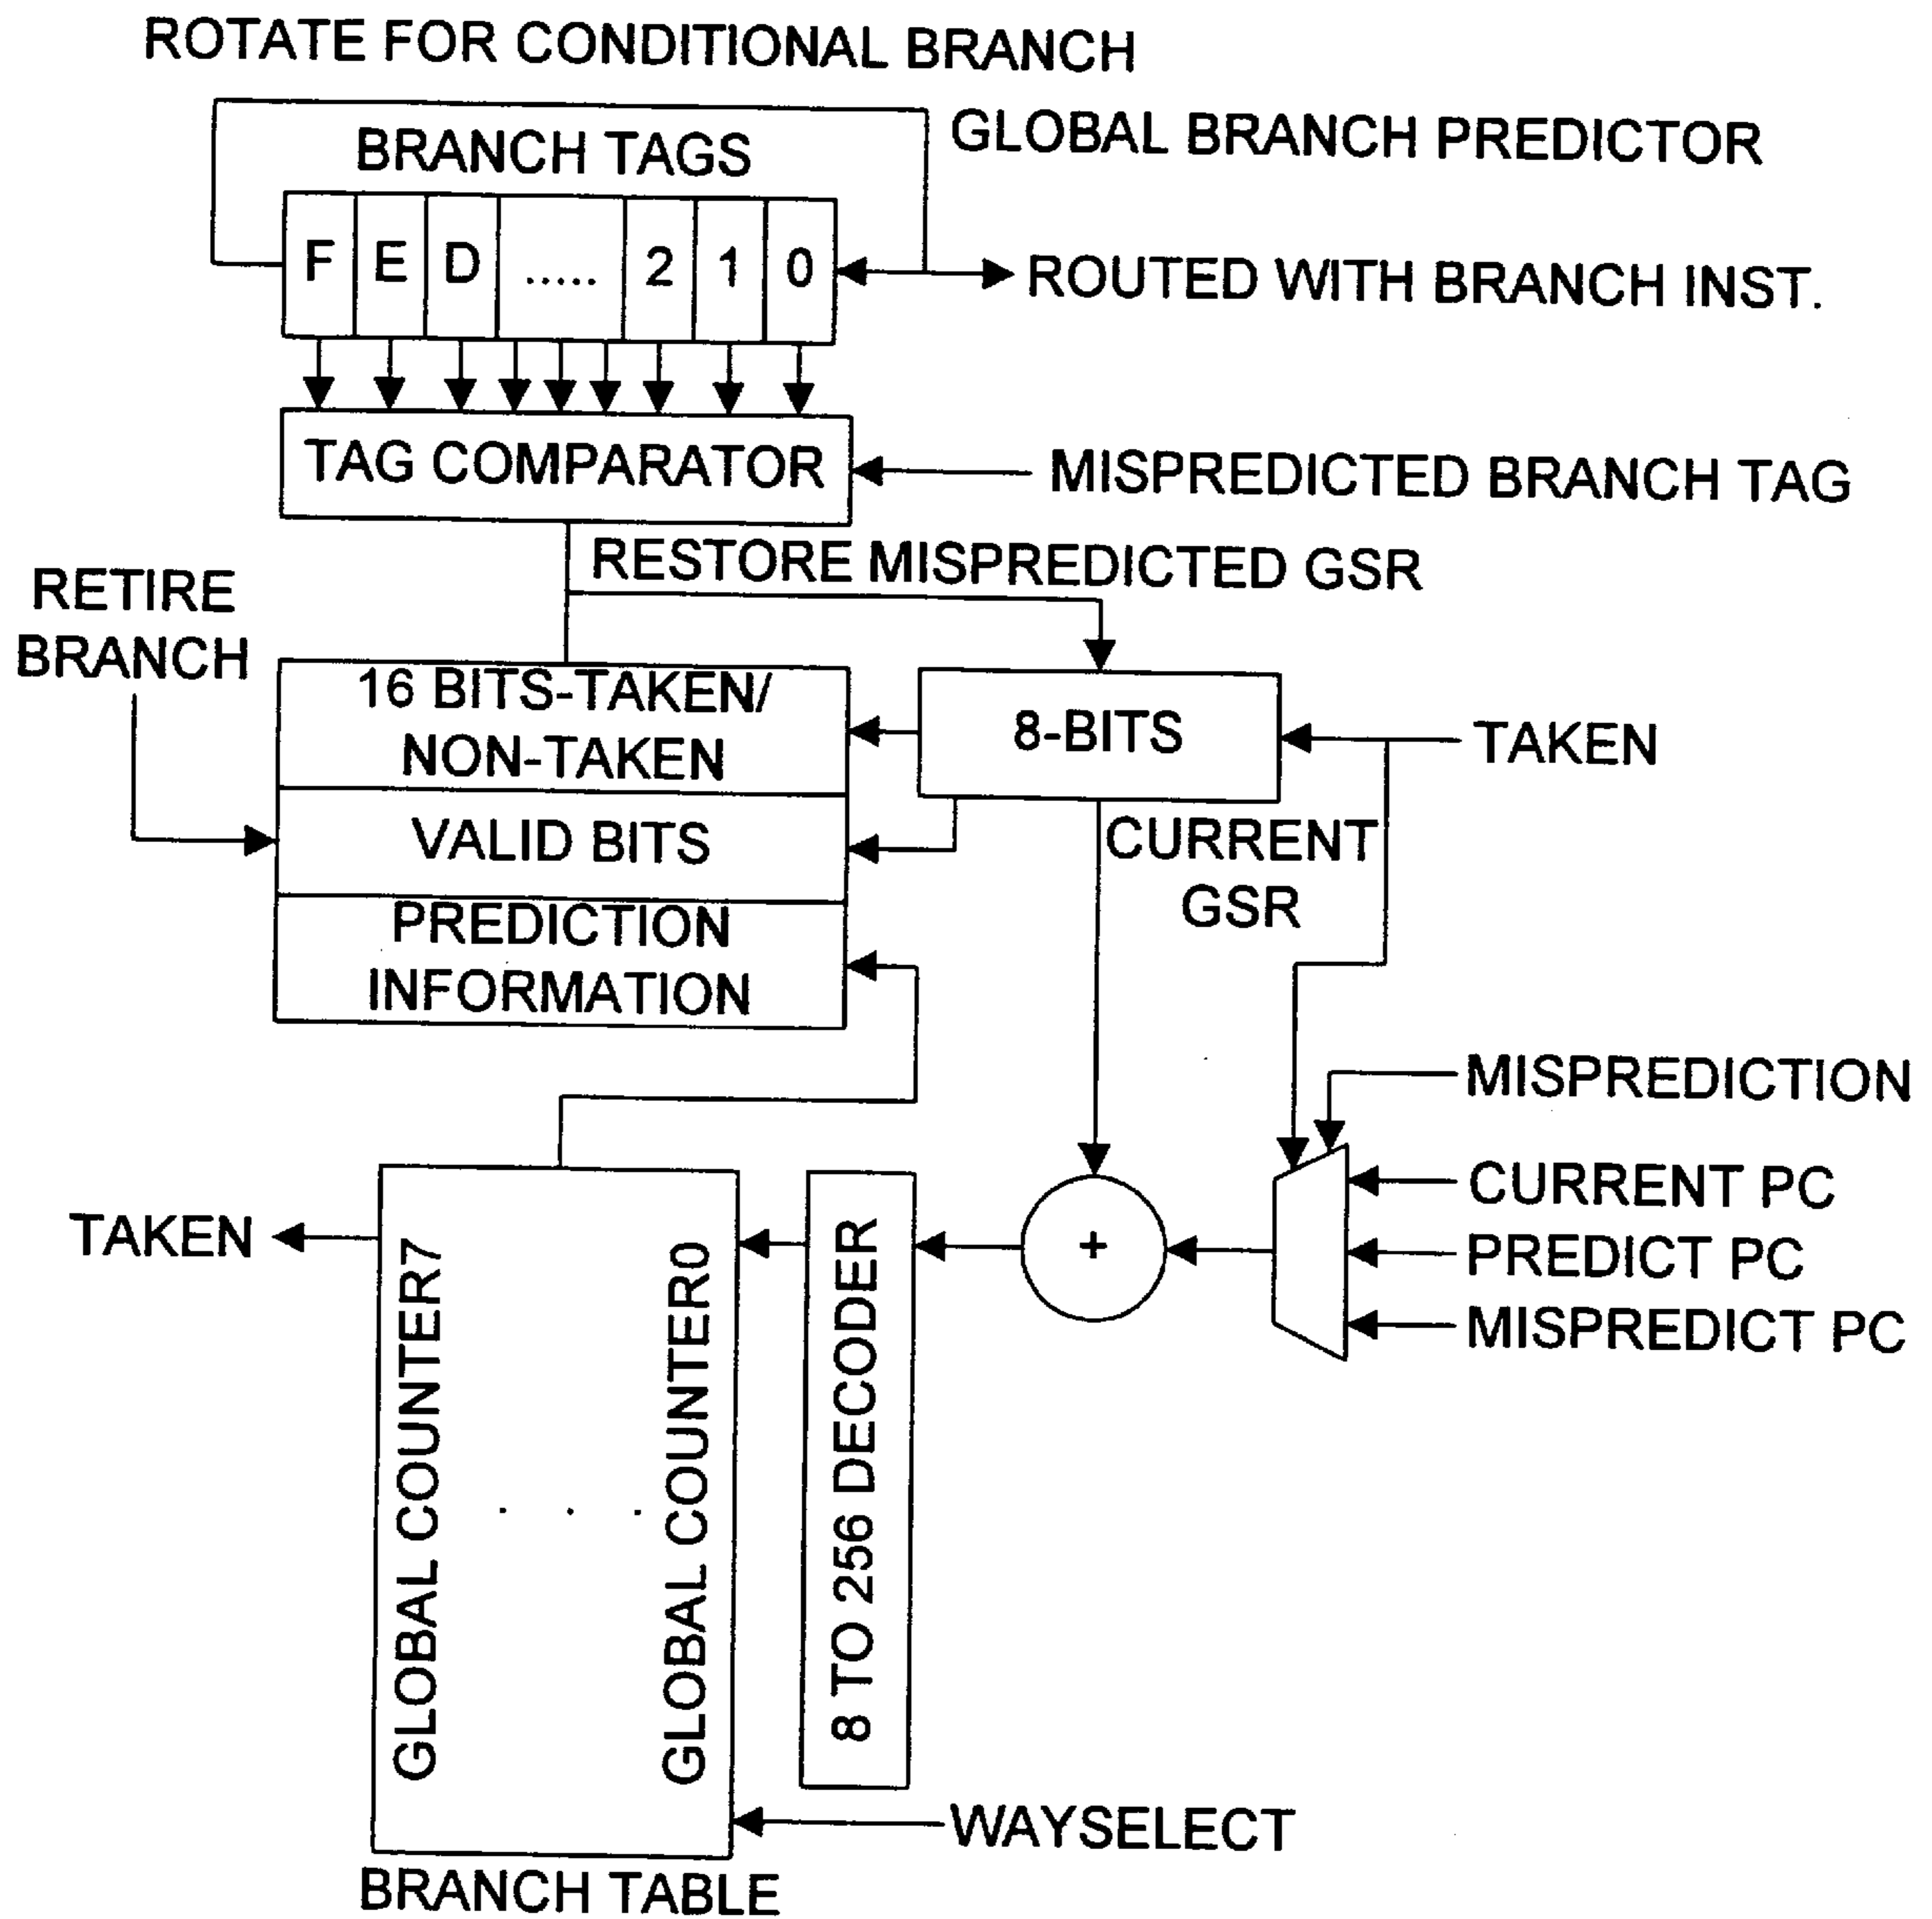 ROTATE FOR CONDITIONAL BRANCH
GLOBAL BRANCH PREDICTOR
BRANCH TAGS
F E D ..... 2 1 0
ROUTED WITH BRANCH INST.
TAG COMPARATOR
MISPREDICTED BRANCH TAG
RESTORE MISPREDICTED GSR
RETIRE
BRANCH
16 BITS-TAKEN/
NON-TAKEN
8-BITS
TAKEN
VALID BITS
CURRENT
GSR
PREDICTION
INFORMATION
MISPREDICTION
CURRENT PC
PREDICT PC
MISPREDICT PC
+
TAKEN
GLOBAL COUNTER7
. . .
GLOBAL COUNTER0
8 TO 256 DECODER
WAYSELECT
BRANCH TABLE